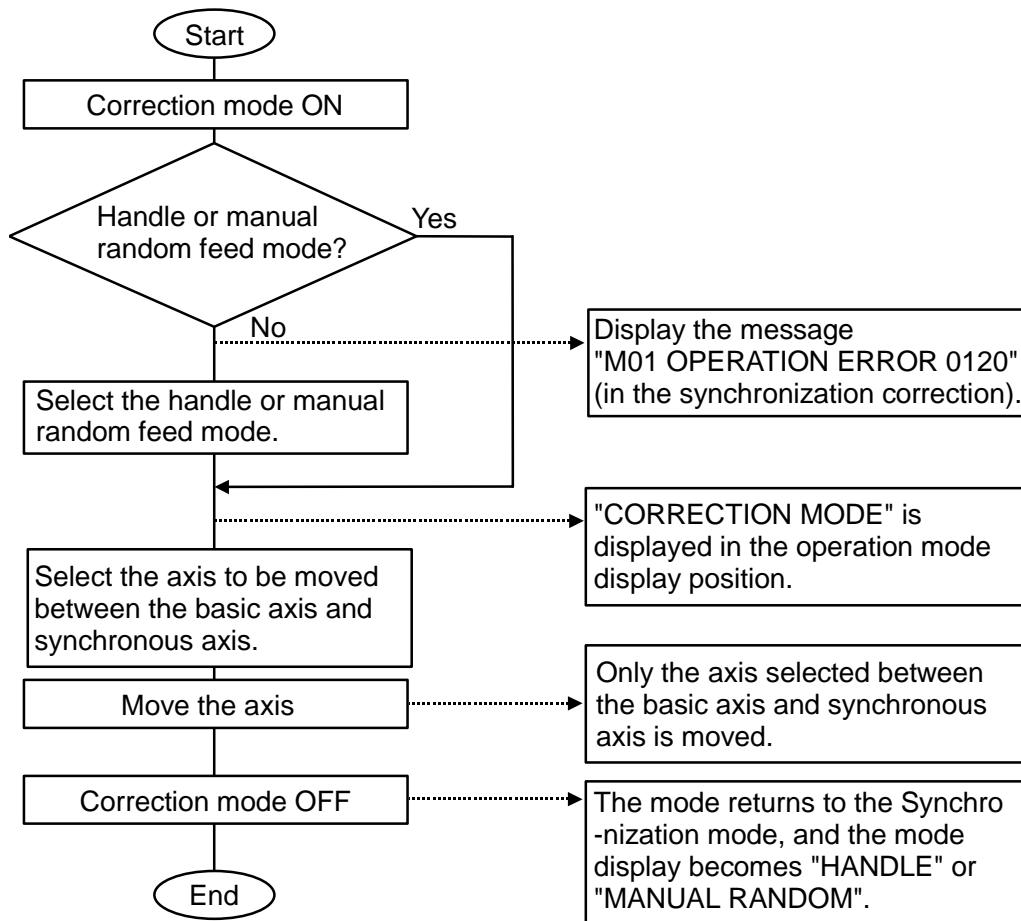 Start
Correction mode ON
Handle or manual
random feed mode?
Yes
No
Display the message
"M01 OPERATION ERROR 0120"
(in the synchronization correction).
Select the handle or manual
random feed mode.
"CORRECTION MODE" is
displayed in the operation mode
display position.
Select the axis to be moved
between the basic axis and
synchronous axis.
Move the axis
Only the axis selected between
the basic axis and synchronous
axis is moved.
Correction mode OFF
The mode returns to the Synchro
-nization mode, and the mode
display becomes "HANDLE" or
"MANUAL RANDOM".
End